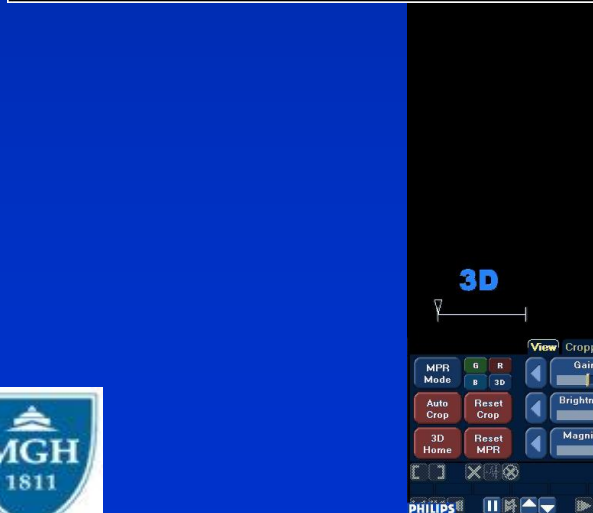 3D
View Cropp
MPR Mode
G R
B 3D
Gain
Auto Crop
Reset Crop
Brightn
3D Home
Reset MPR
Magni
MGH
1811
PHILIPS